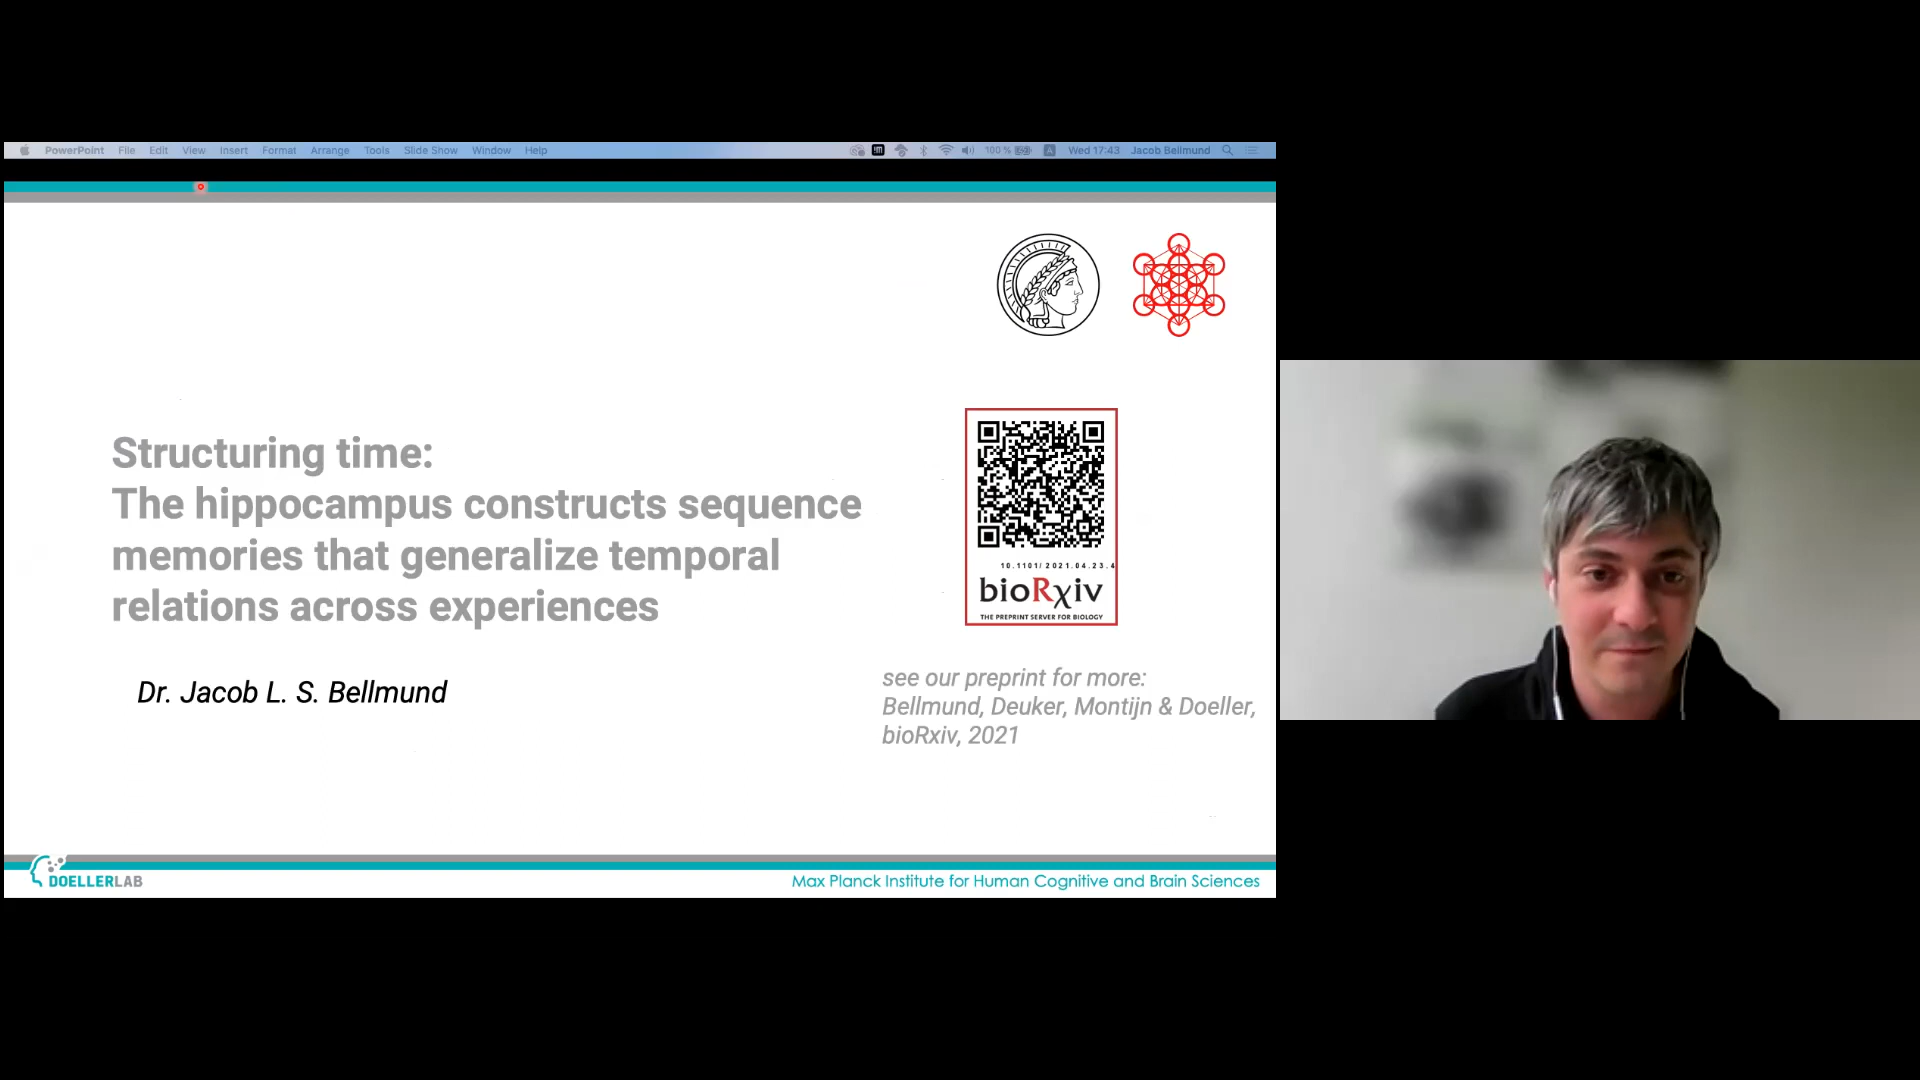 PowerPoint File Edit View Insert Format Arrange Tools Slide Show Window Help 100 % Wed 17:43 Jacob Bellmund
Structuring time:
The hippocampus constructs sequence
memories that generalize temporal
relations across experiences
Dr. Jacob L. S. Bellmund
10.1101/2021.04.23.4
bioRxiv
THE PREPRINT SERVER FOR BIOLOGY
see our preprint for more:
Bellmund, Deuker, Montijn & Doeller,
bioRxiv, 2021
DOELLERLAB
Max Planck Institute for Human Cognitive and Brain Sciences